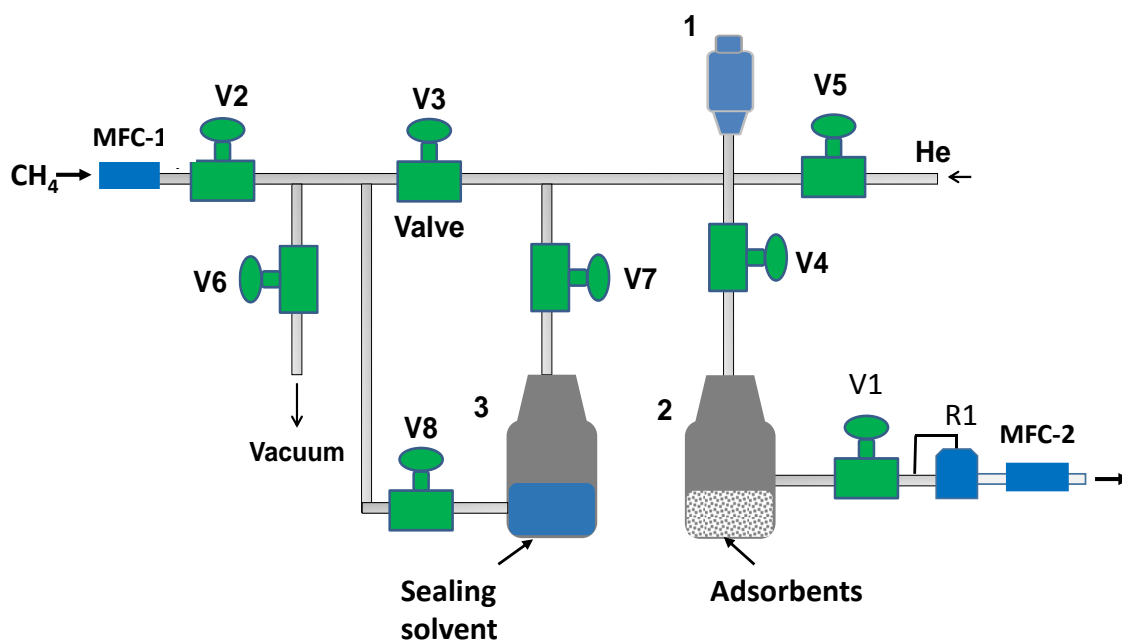 1
V2
V3
V5
MFC-1
He
CH4
Valve
V6
V7
V4
3
2
V1
R1
V8
MFC-2
Vacuum
Sealing
solvent
Adsorbents